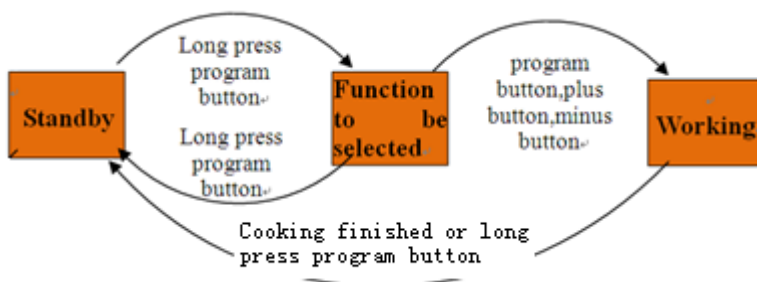 Long press
program
button
Standby
Long press
program
button
Function
to be
selected
program
button,plus
button,minus
button
Working
Cooking finished or long
press program button